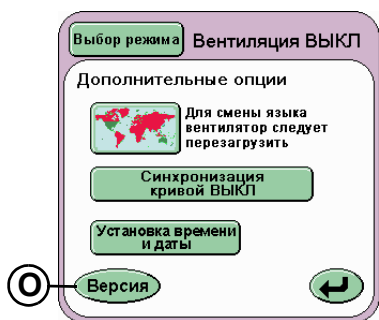 Выбор режима
Вентиляция ВЫКЛ
Дополнительные опции
Для смены языка
вентилятор следует
перезагрузить
Синхронизация
кривой ВЫКЛ
Установка времени
и даты
O
Версия